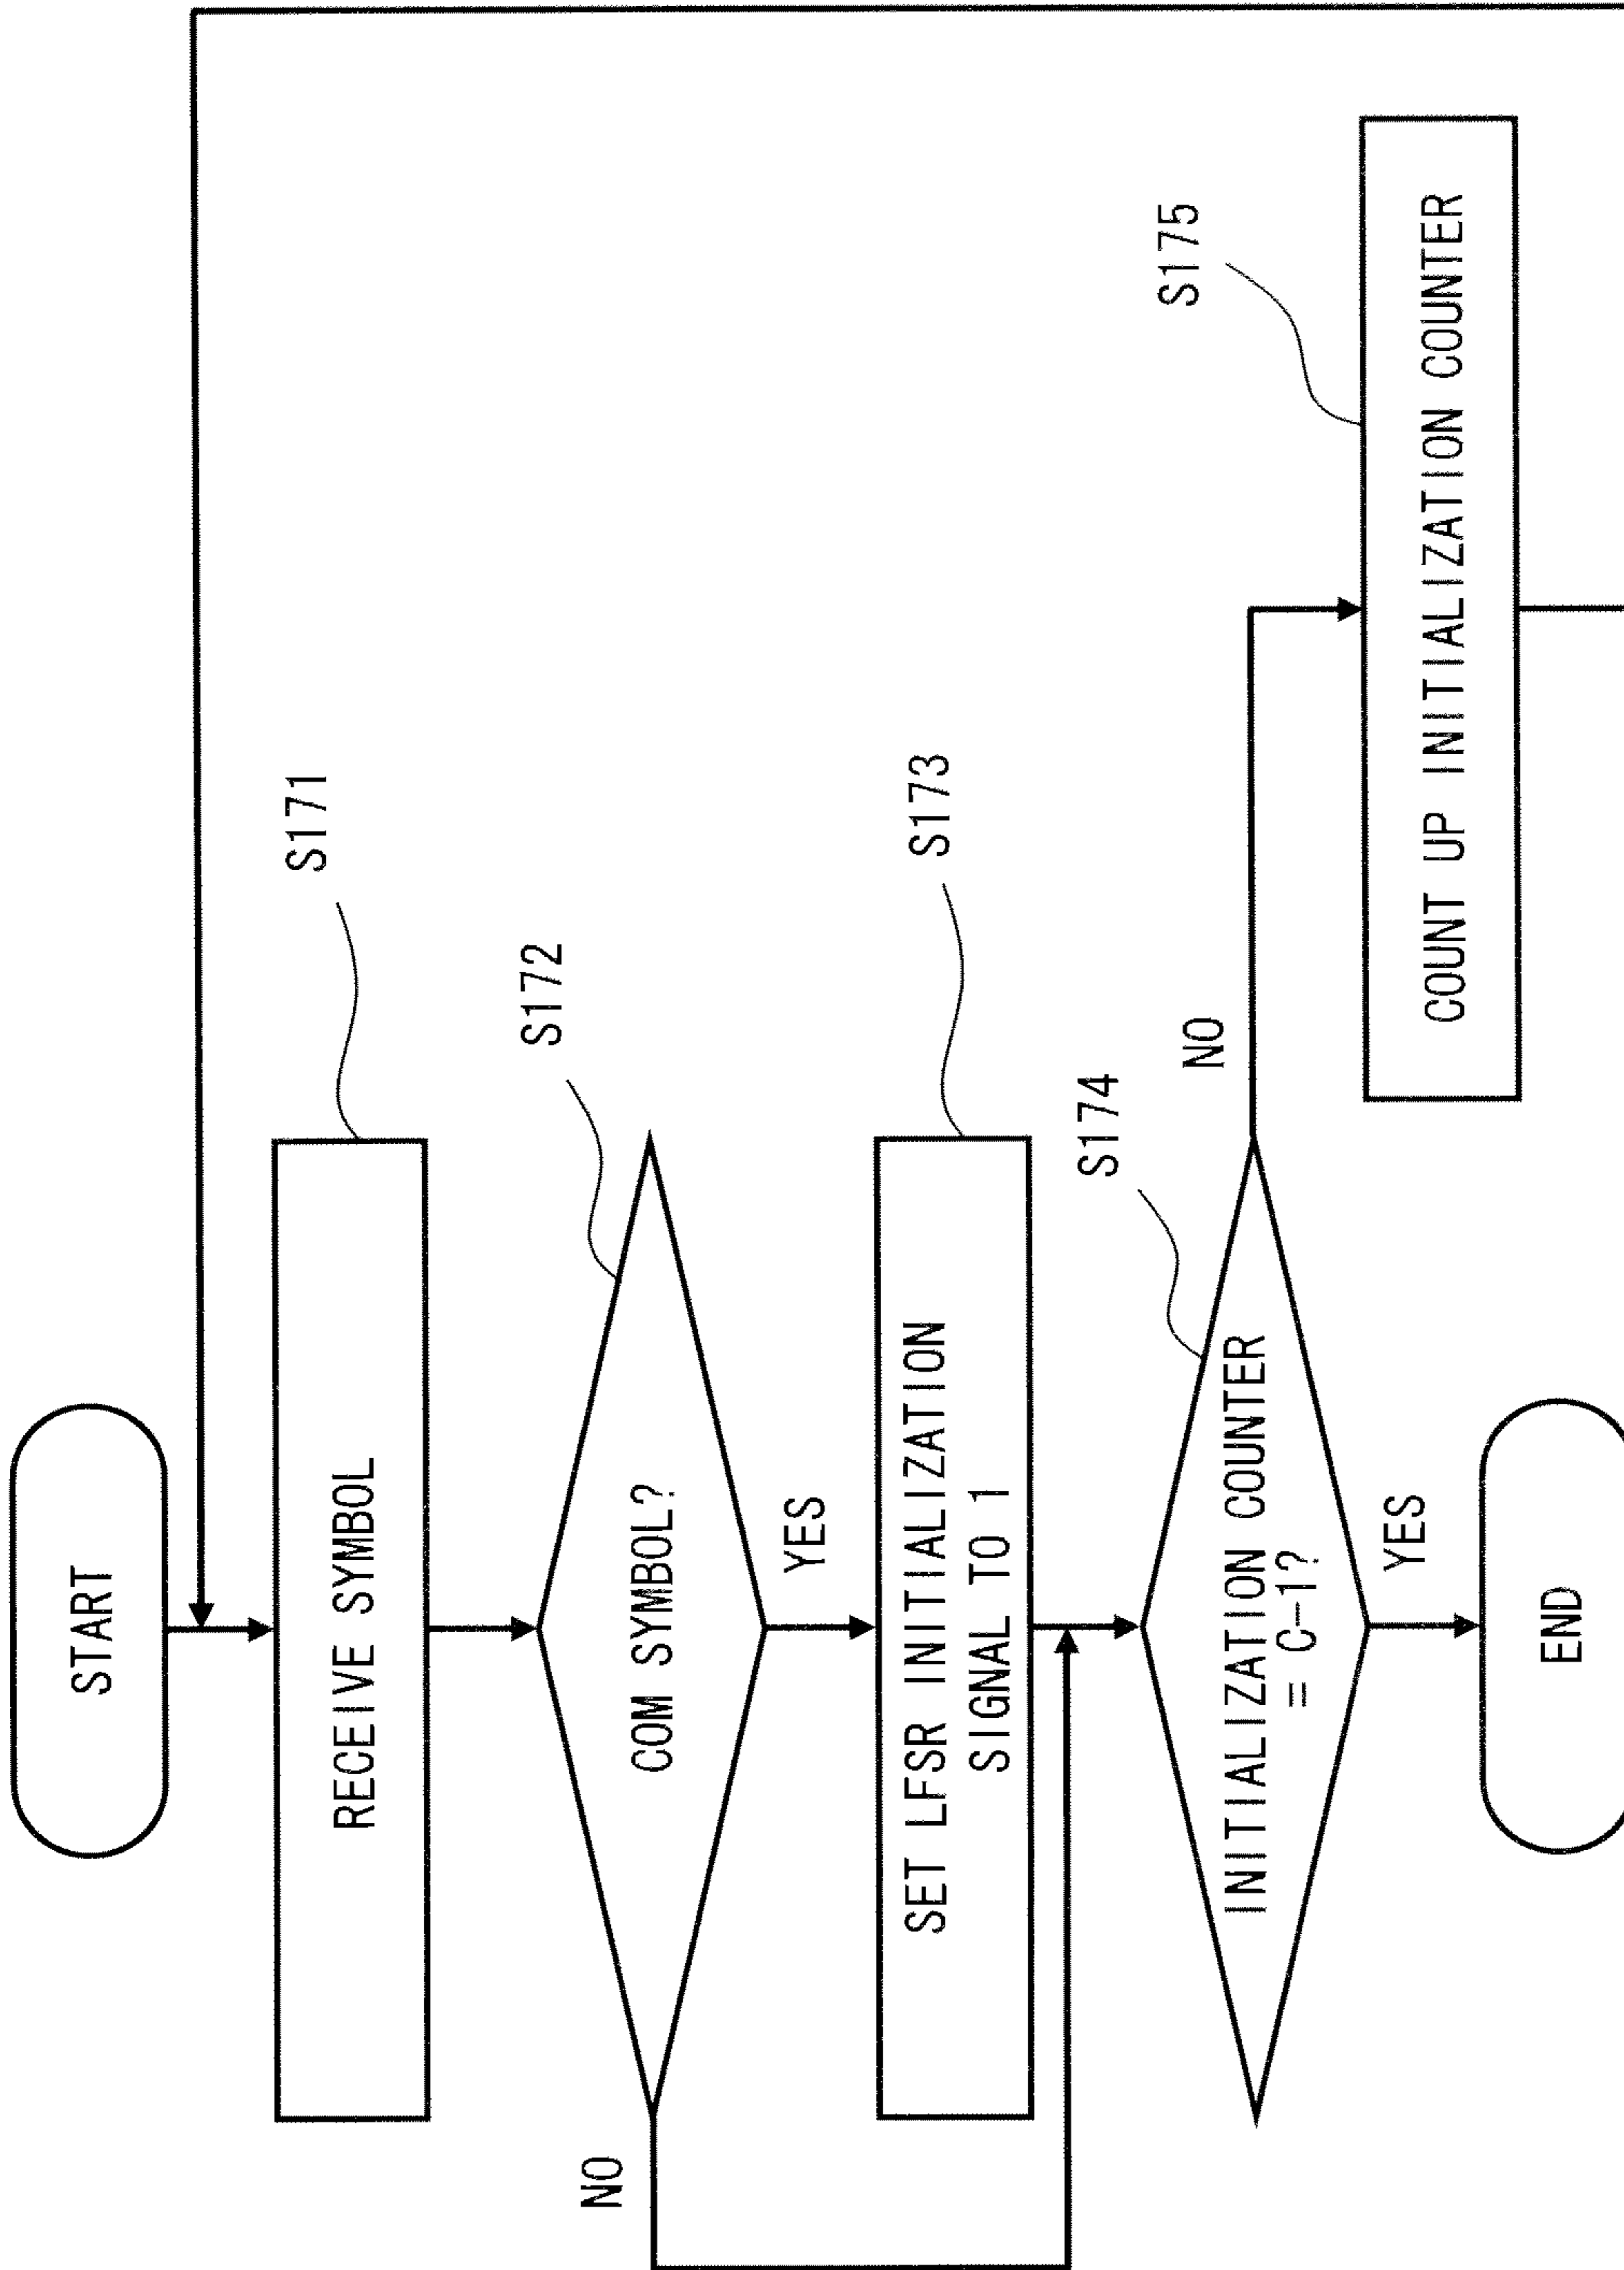 START
S171
RECEIVE SYMBOL
S172
COM SYMBOL?
NO
YES
S173
SET LFSR INITIALIZATION
SIGNAL TO 1
S174
INITIALIZATION COUNTER
= C-1?
NO
YES
S175
COUNT UP INITIALIZATION COUNTER
END